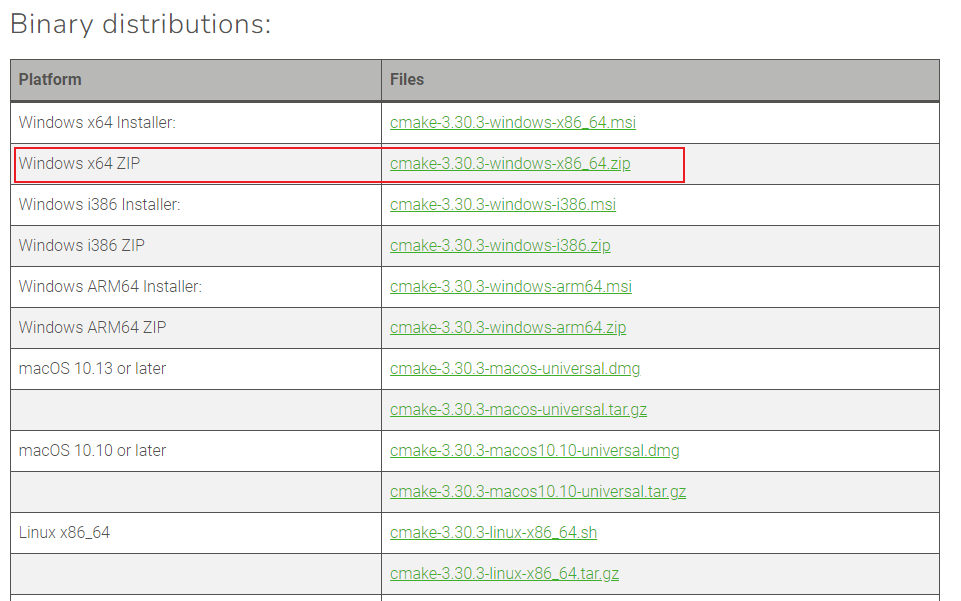 Binary distributions:
Platform Files
Windows x64 Installer: cmake-3.30.3-windows-x86_64.msi
Windows x64 ZIP cmake-3.30.3-windows-x86_64.zip
Windows i386 Installer: cmake-3.30.3-windows-i386.msi
Windows i386 ZIP cmake-3.30.3-windows-i386.zip
Windows ARM64 Installer: cmake-3.30.3-windows-arm64.msi
Windows ARM64 ZIP cmake-3.30.3-windows-arm64.zip
macOS 10.13 or later cmake-3.30.3-macos-universal.dmg
cmake-3.30.3-macos-universal.tar.gz
macOS 10.10 or later cmake-3.30.3-macos10.10-universal.dmg
cmake-3.30.3-macos10.10-universal.tar.gz
Linux x86_64 cmake-3.30.3-linux-x86_64.sh
cmake-3.30.3-linux-x86_64.tar.gz